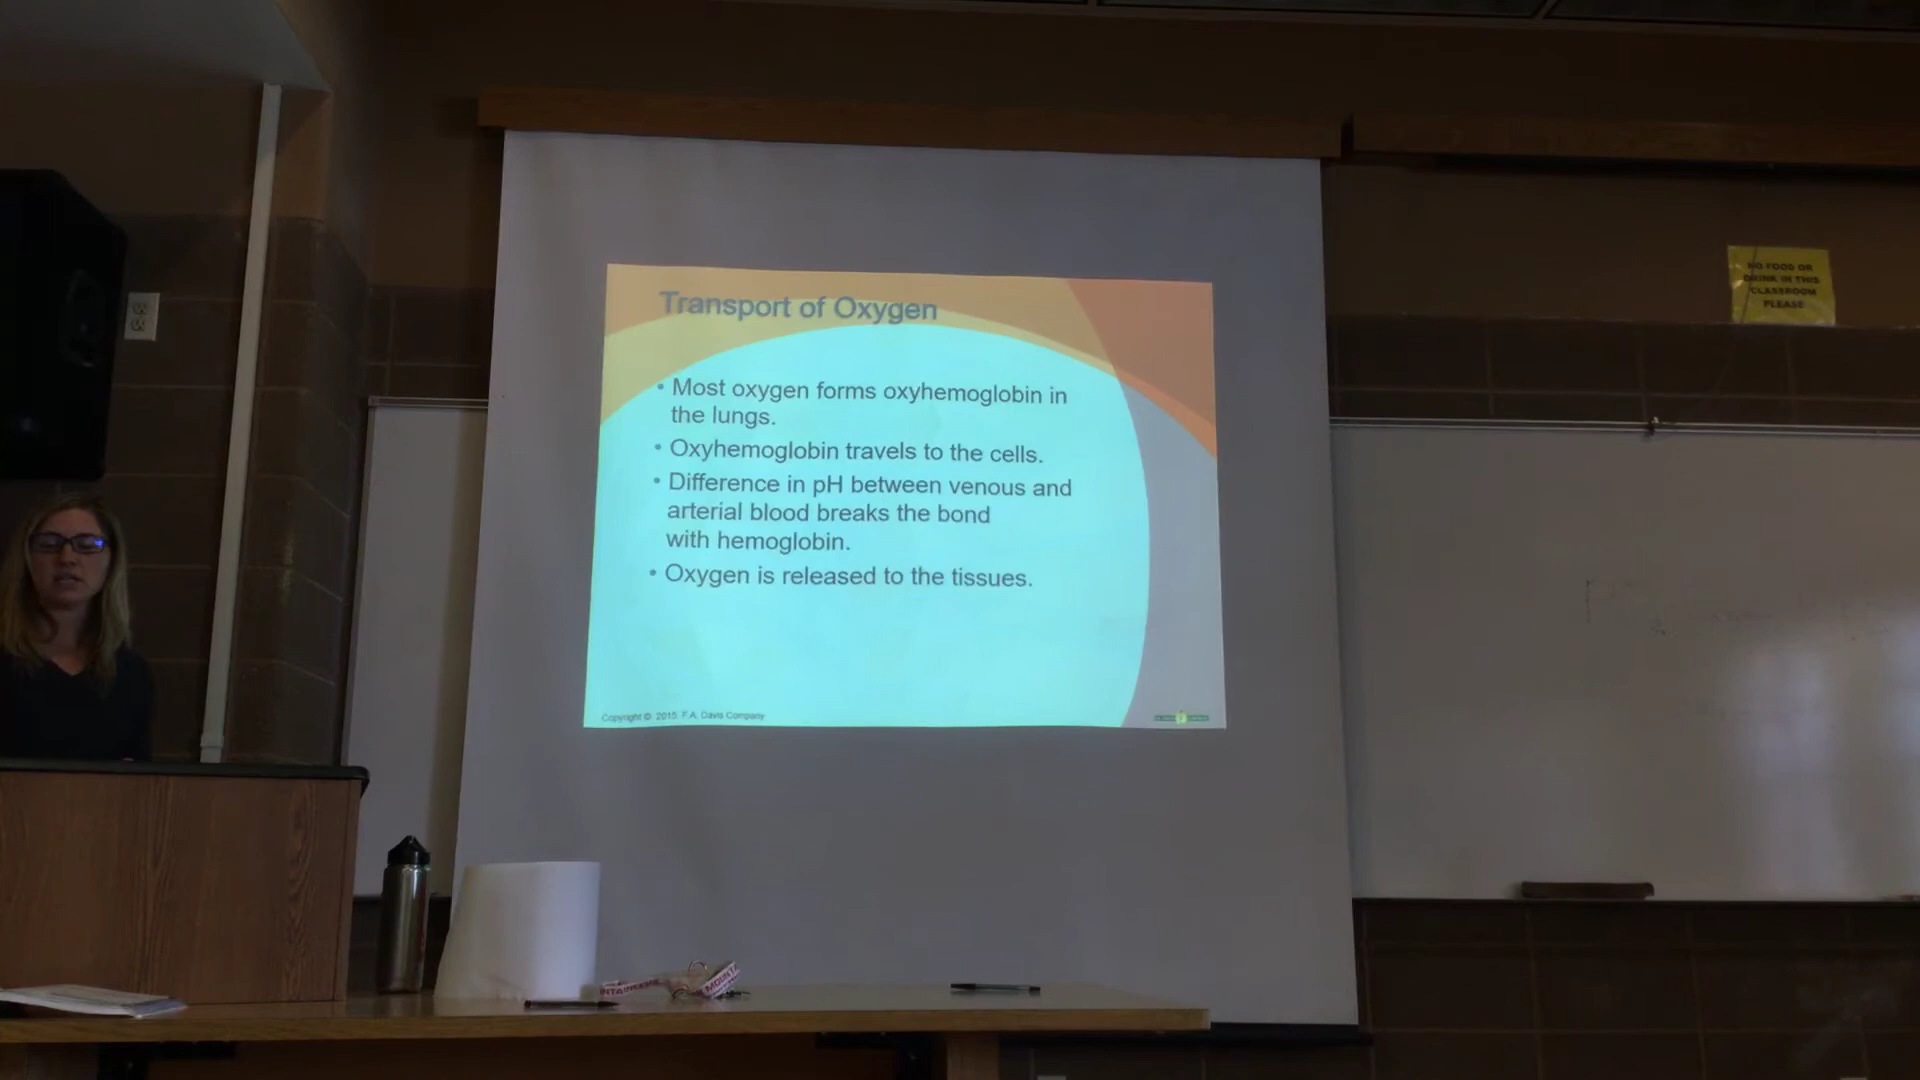 Transport of Oxygen
• Most oxygen forms oxyhemoglobin in
the lungs.
• Oxyhemoglobin travels to the cells.
• Difference in pH between venous and
arterial blood breaks the bond
with hemoglobin.
• Oxygen is released to the tissues.
Copyright © 2015. F.A. Davis Company
NO FOOD OR
DRINK IN THIS
CLASSROOM
PLEASE